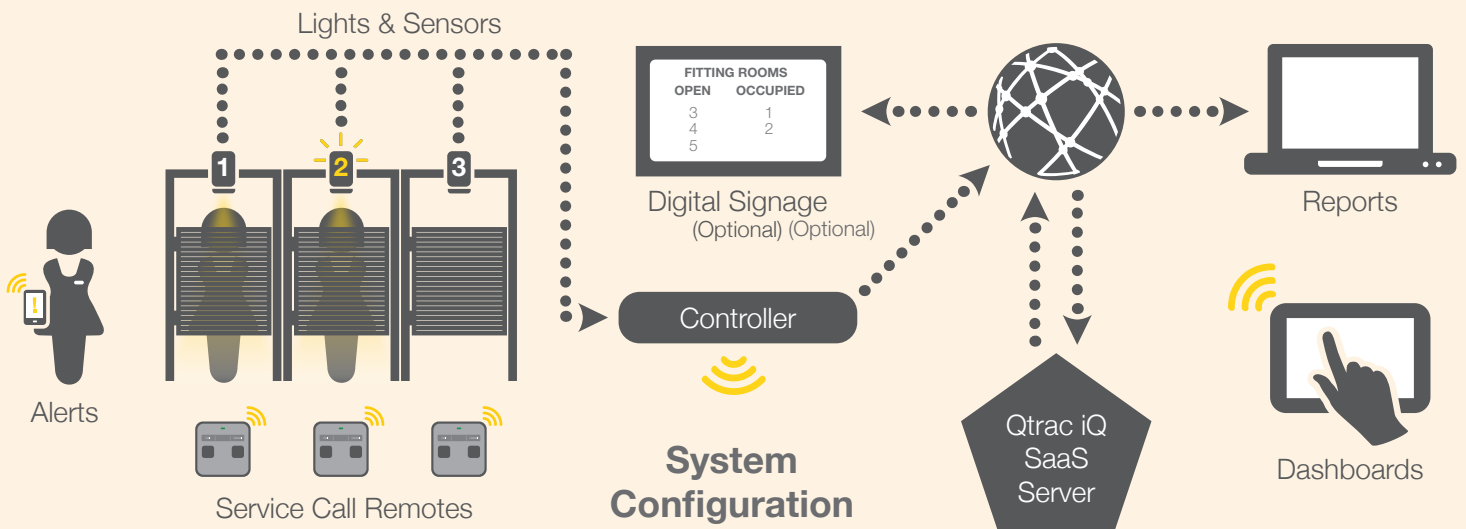 Lights & Sensors
1
2
3
FITTING ROOMS
OPEN OCCUPIED
3 1
4 2
5
Digital Signage
(Optional) (Optional)
Reports
!
Controller
Alerts
Service Call Remotes
System
Configuration
Qtrac iQ
SaaS
Server
Dashboards